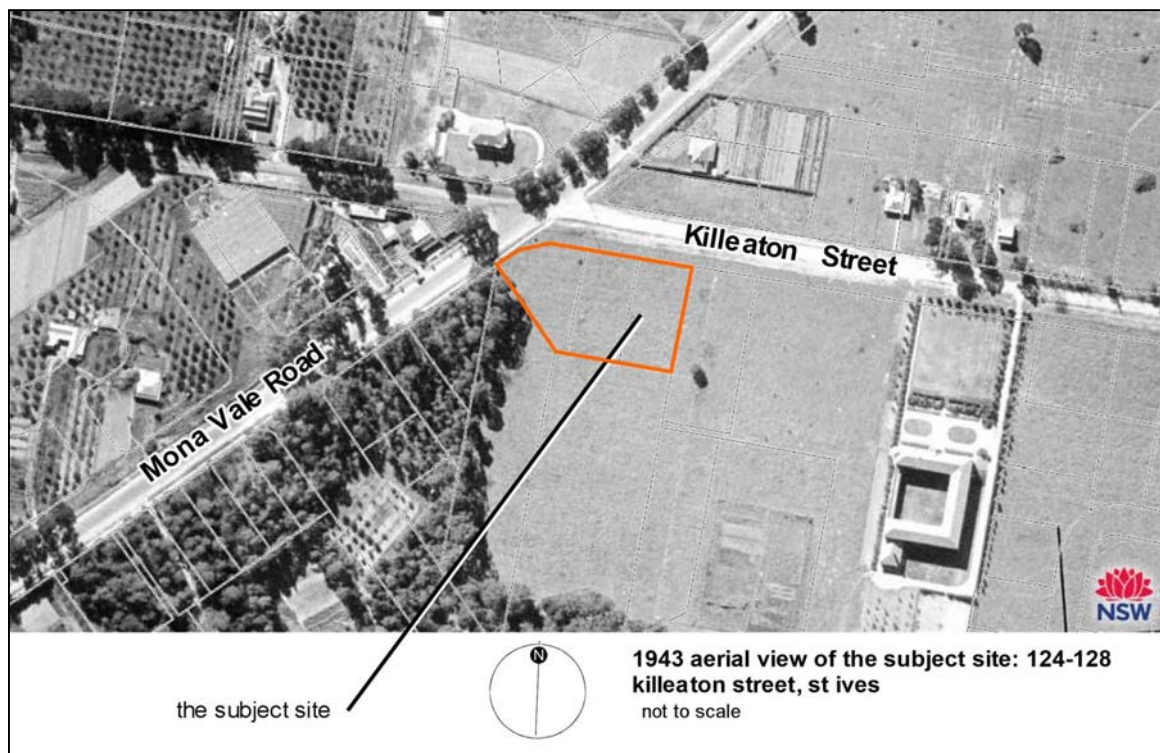 Killeaton Street
Mona Vale Road
NSW
N
1943 aerial view of the subject site: 124-128
killeaton street, st ives
not to scale
the subject site